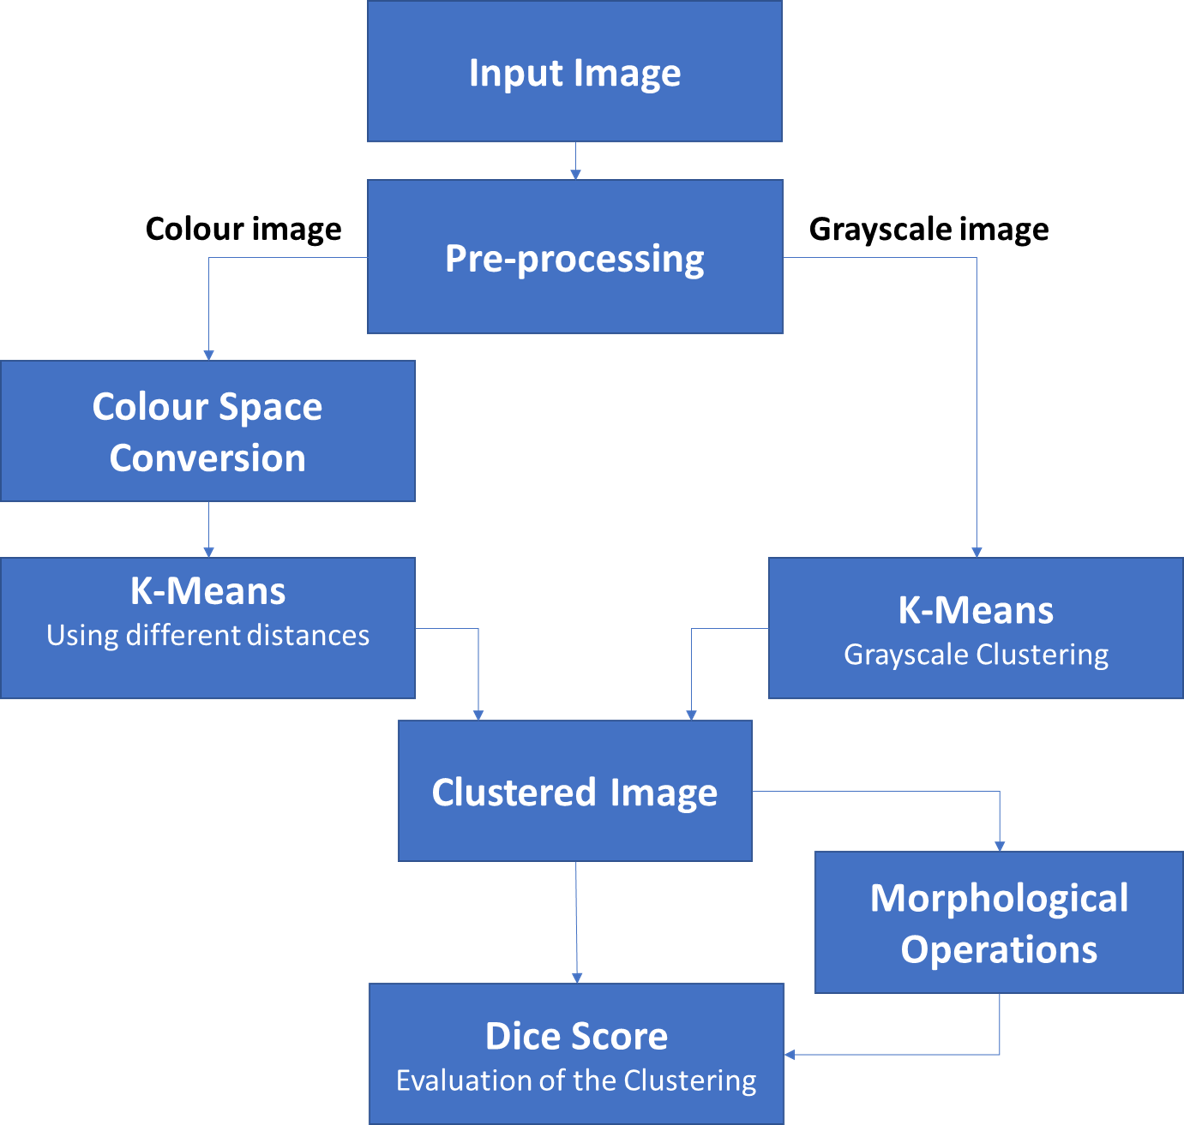 Input Image
Colour image
Pre-processing
Grayscale image
Colour Space
Conversion
K-Means
Using different distances
K-Means
Grayscale Clustering
Clustered Image
Morphological
Operations
Dice Score
Evaluation of the Clustering